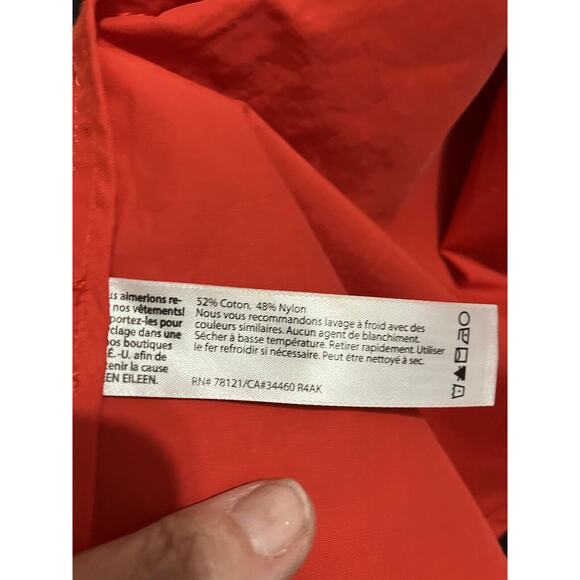 us aimerions re-
nos vêtements!
portez-les pour
yclage dans une
nos boutiques
É.-U. afin de
tenir la cause
EN EILEEN.
52% Coton, 48% Nylon
Nous vous recommandons lavage à froid avec des
couleurs similaires. Aucun agent de blanchiment.
Sécher à basse température. Retirer rapidement. Utiliser
le fer refroidir si nécessaire. Peut être nettoyé à sec.
RN# 78121/CA#34460 R4AK